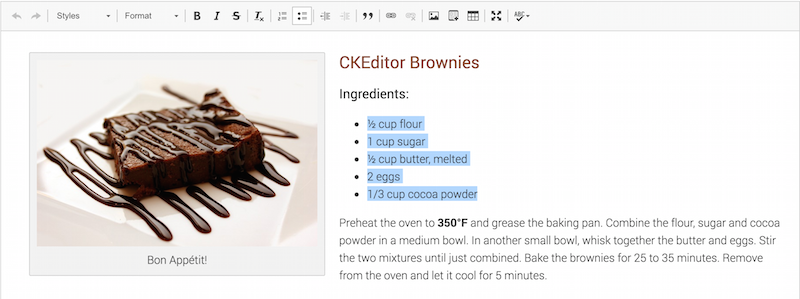 Styles Format B I S Tx ABC
CKEditor Brownies
Ingredients:
½ cup flour
1 cup sugar
½ cup butter, melted
2 eggs
1/3 cup cocoa powder
Preheat the oven to 350°F and grease the baking pan. Combine the flour, sugar and cocoa
powder in a medium bowl. In another small bowl, whisk together the butter and eggs. Stir
the two mixtures until just combined. Bake the brownies for 25 to 35 minutes. Remove
from the oven and let it cool for 5 minutes.
Bon Appétit!